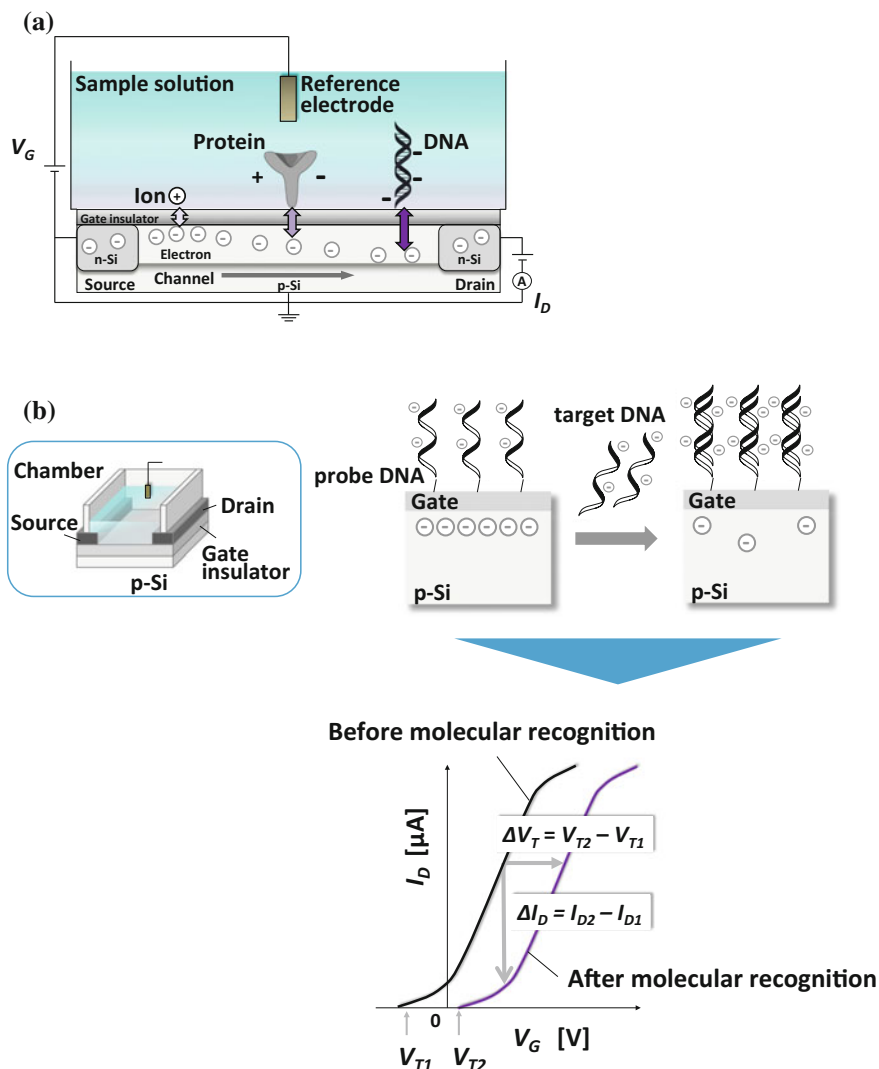 (a)
Sample solution
Reference
electrode
V_G
Protein
DNA
+
-
-
-
-
Ion +
Gate insulator
n-Si
Electron
n-Si
Channel
p-Si
Source
Drain
A
I_D
(b)
Chamber
Source
Drain
Gate
insulator
p-Si
probe DNA
target DNA
Gate
p-Si
Gate
p-Si
Before molecular recognition
I_D [µA]
ΔV_T = V_T2 – V_T1
ΔI_D = I_D2 – I_D1
After molecular recognition
0
V_T1
V_T2
V_G [V]